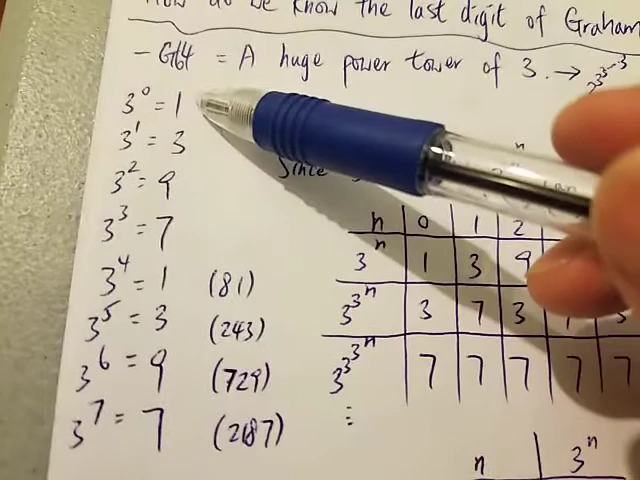 How do we know the last digit of Graham
- G64 = A huge power tower of 3. → 3^3^3^...^3
3^0 = 1
3^1 = 3
3^2 = 9
3^3 = 7
3^4 = 1 (81)
3^5 = 3 (243)
3^6 = 9 (729)
3^7 = 7 (2187)
Since
n 0 1 2
3^n 1 3 9
3^3^n 3 7 3
3^3^3^n 7 7 7 7 7
⋮
n 3^n